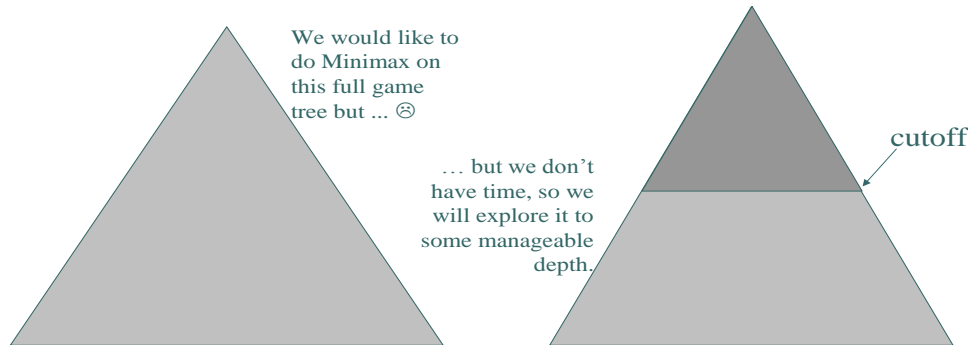 We would like to
do Minimax on
this full game
tree but ... ☹
cutoff
… but we don’t
have time, so we
will explore it to
some manageable
depth.